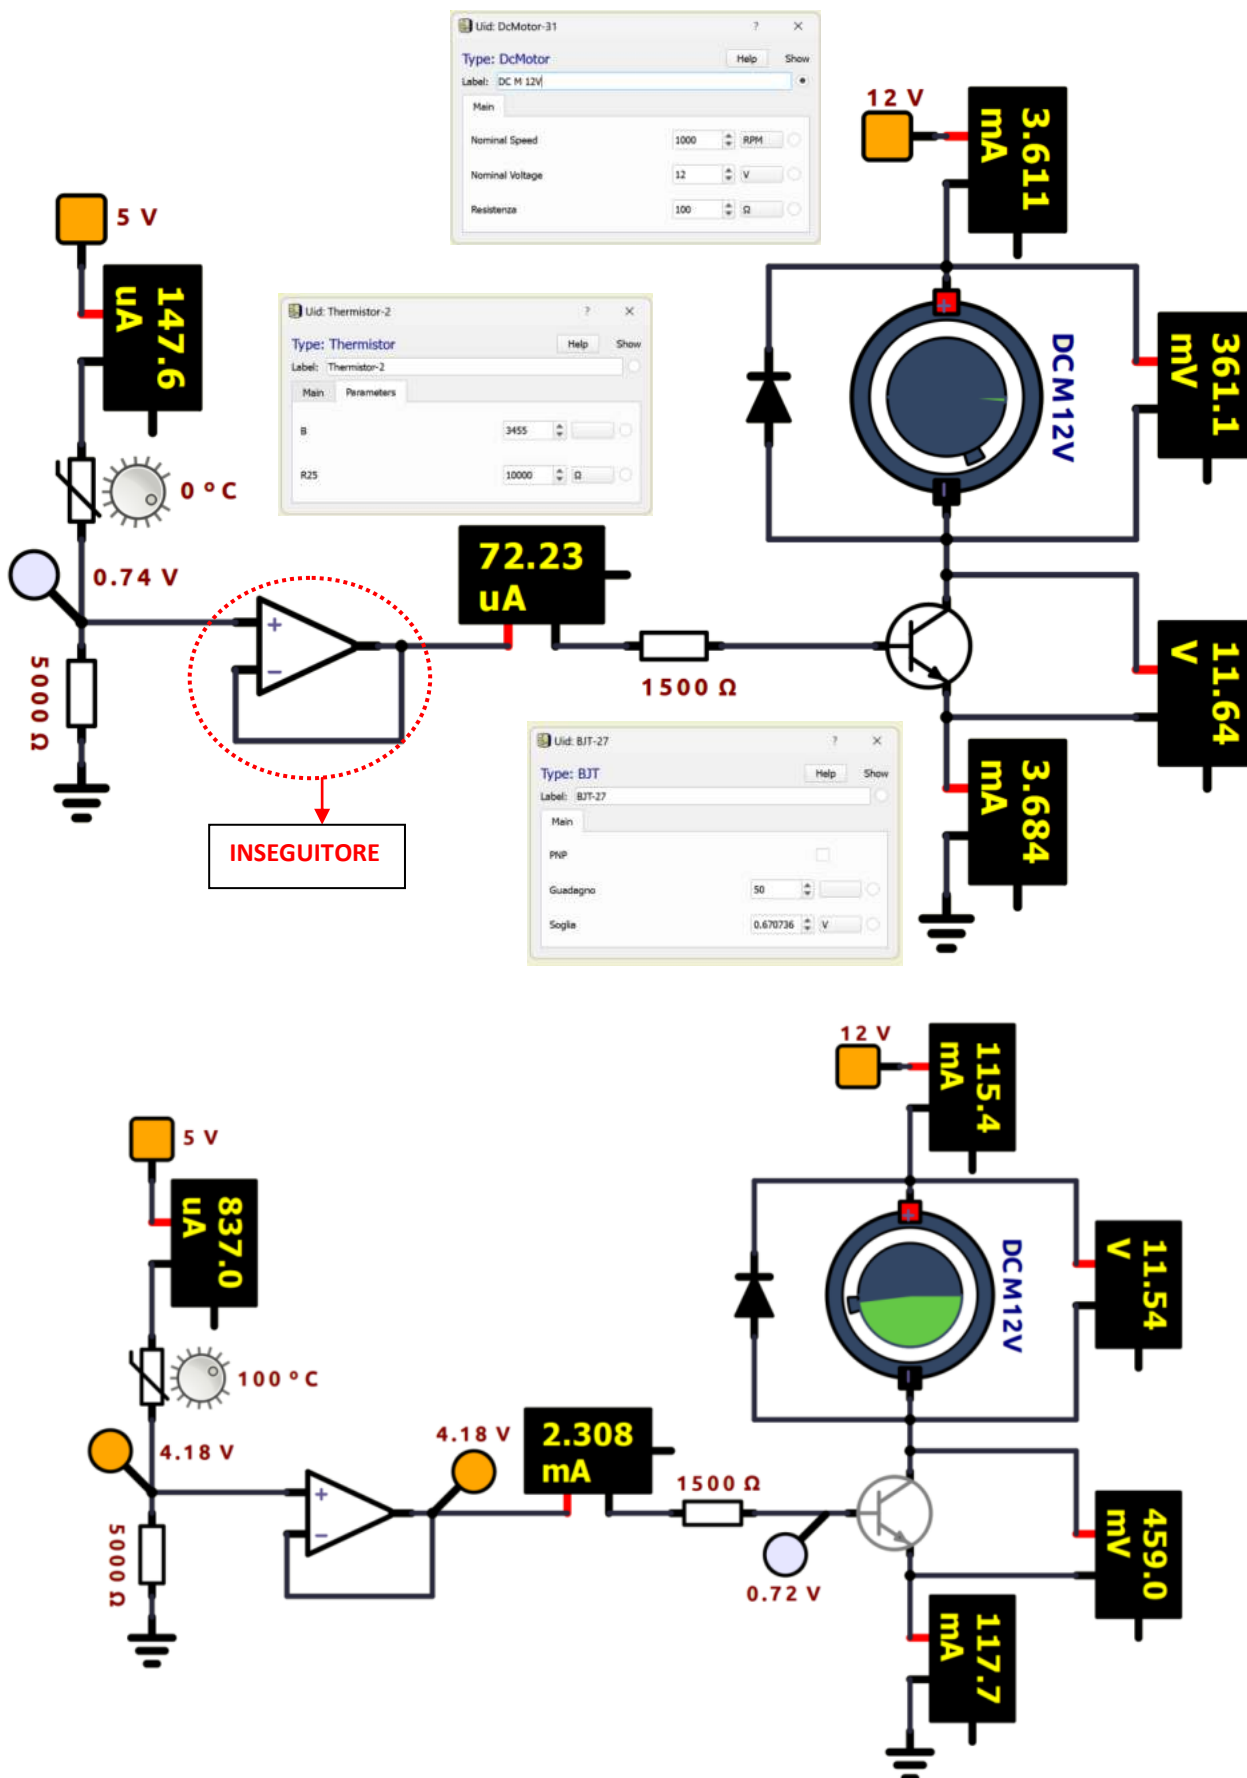 Uid: DcMotor-31
? ×
Type: DcMotor
Help
Show
Label: DC M 12V
Main
Nominal Speed 1000 RPM
Nominal Voltage 12 V
Resistenza 100 Ω
12 V
3.611
mA
5 V
147.6
uA
Uid: Thermistor-2
? ×
Type: Thermistor
Help
Show
Label: Thermistor-2
Main Parameters
B 3455
R25 10000 Ω
+
DC M 12V
361.1
mV
0 º C
0.74 V
72.23
uA
+
−
5000 Ω
1500 Ω
11.64
V
INSEGUITORE
Uid: BJT-27
? ×
Type: BJT
Help
Show
Label: BJT-27
Main
PNP
Guadagno 50
Soglia 0.670736 V
3.684
mA
12 V
115.4
mA
5 V
837.0
uA
+
DC M 12V
11.54
V
100 º C
4.18 V
4.18 V
2.308
mA
+
−
5000 Ω
1500 Ω
0.72 V
459.0
mV
117.7
mA